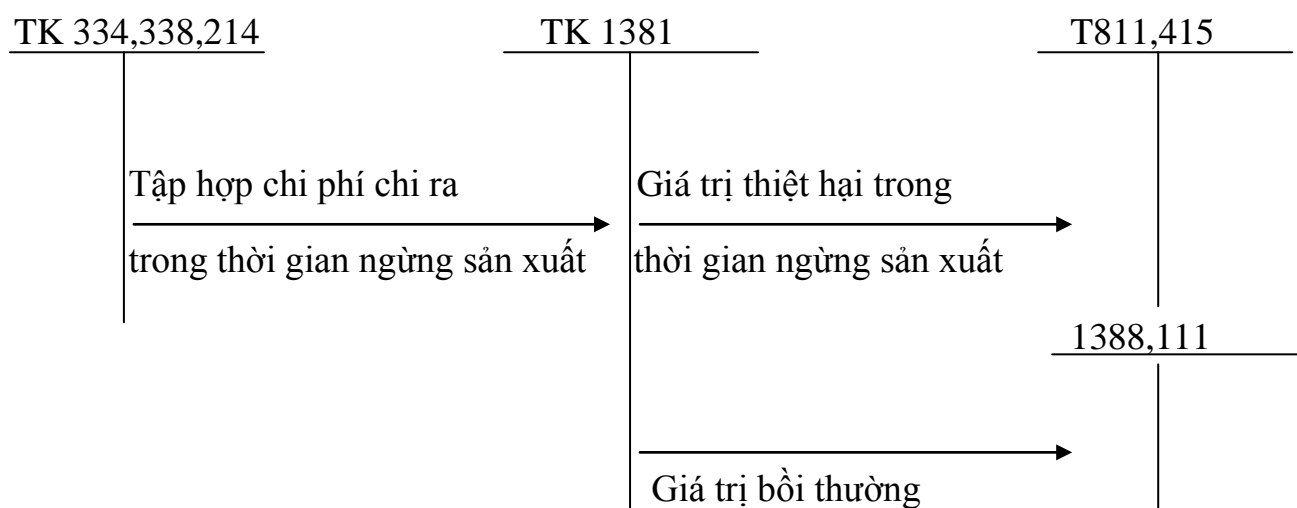 TK 334,338,214
TK 1381
T811,415
Tập hợp chi phí chi ra
trong thời gian ngừng sản xuất
Giá trị thiệt hại trong
thời gian ngừng sản xuất
1388,111
Giá trị bồi thường